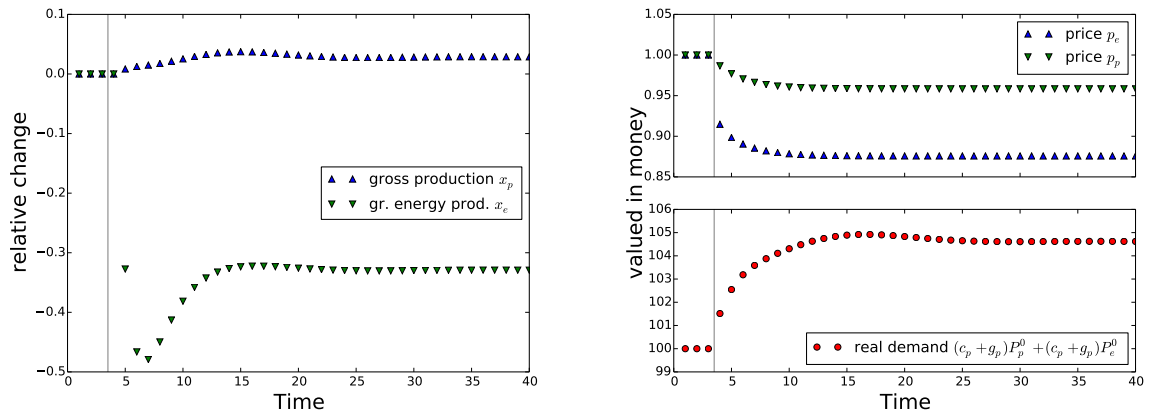 0.1
0.0
−0.1
−0.2
−0.3
−0.4
−0.5
relative change
gross production x_p
gr. energy prod. x_e
0 5 10 15 20 25 30 35 40
Time
1.05
1.00
0.95
0.90
0.85
price p_e
price p_p
valued in money
106
105
104
103
102
101
100
99
real demand (c_p+g_p)P_p^0+(c_p+g_p)P_e^0
0 5 10 15 20 25 30 35 40
Time